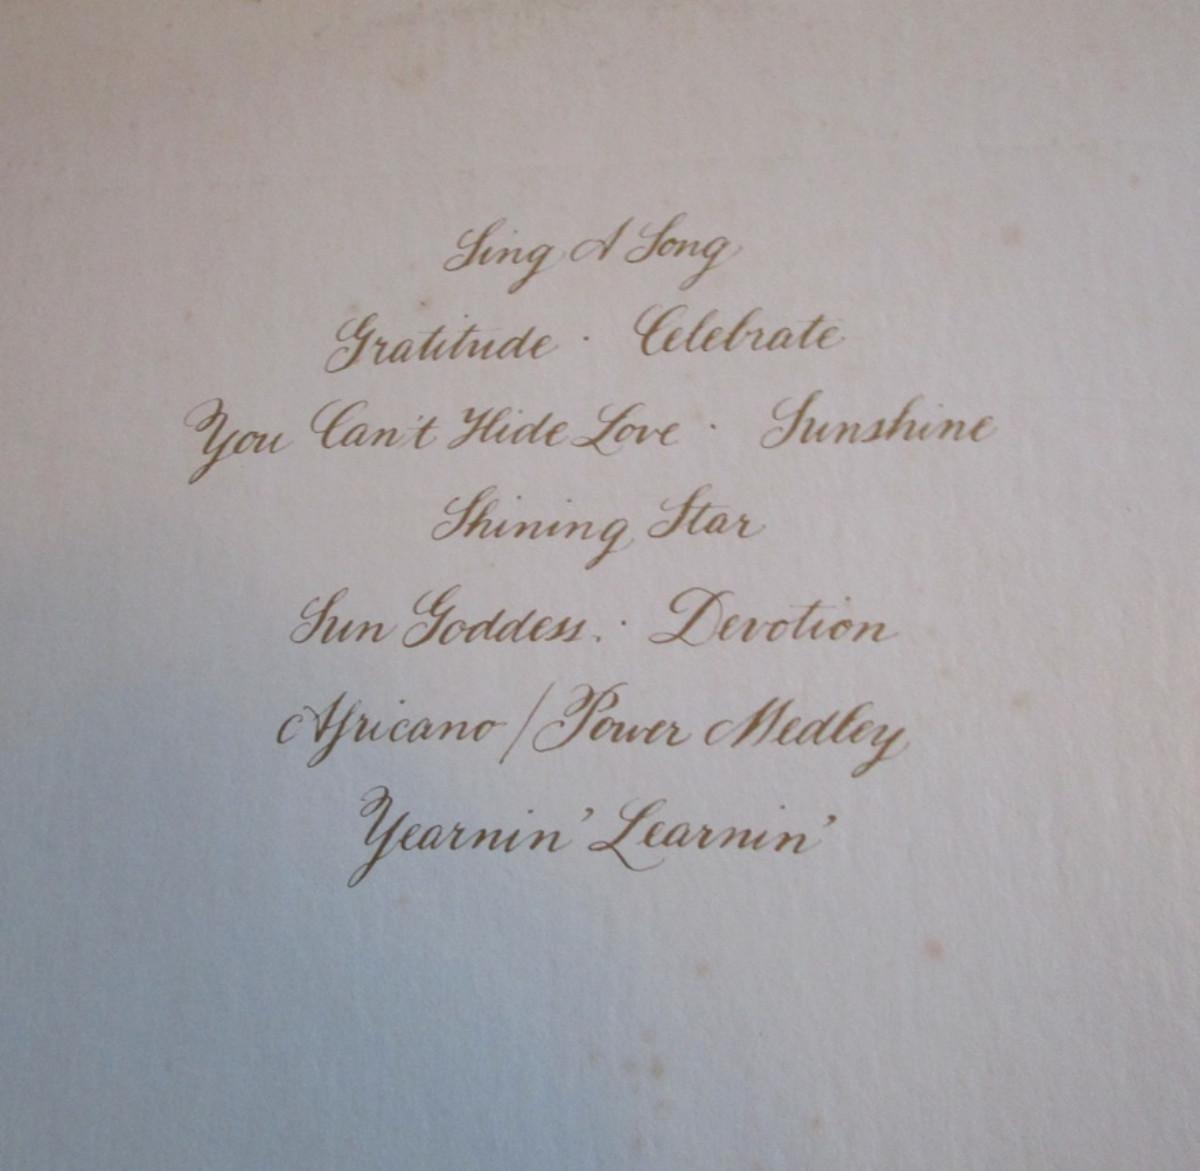 Sing A Song
Gratitude · Celebrate
You Can't Hide Love · Sunshine
Shining Star
Sun Goddess · Devotion
Africano / Power Medley
Yearnin' Learnin'